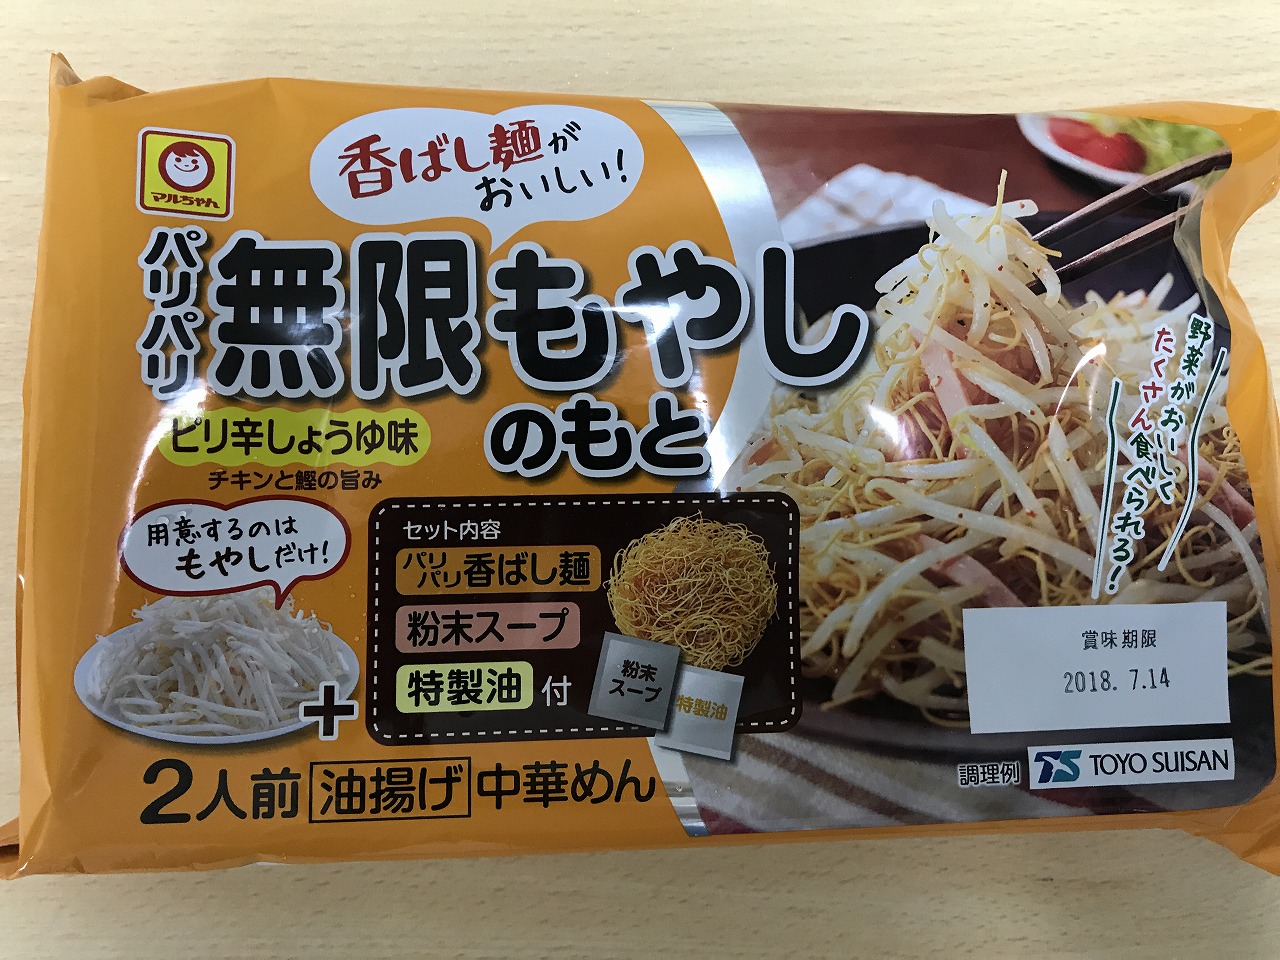 マルちゃん
香ばし麺が
おいしい!
パリパリ
無限もやし
のもと
ピリ辛しょうゆ味
チキンと鰹の旨み
用意するのは
もやしだけ!
セット内容
パリパリ香ばし麺
粉末スープ
特製油 付
粉末
スープ
特製油
+
2人前 油揚げ 中華めん
野菜がおいしく
たくさん食べられる!
賞味期限
2018. 7.14
調理例
TS TOYO SUISAN